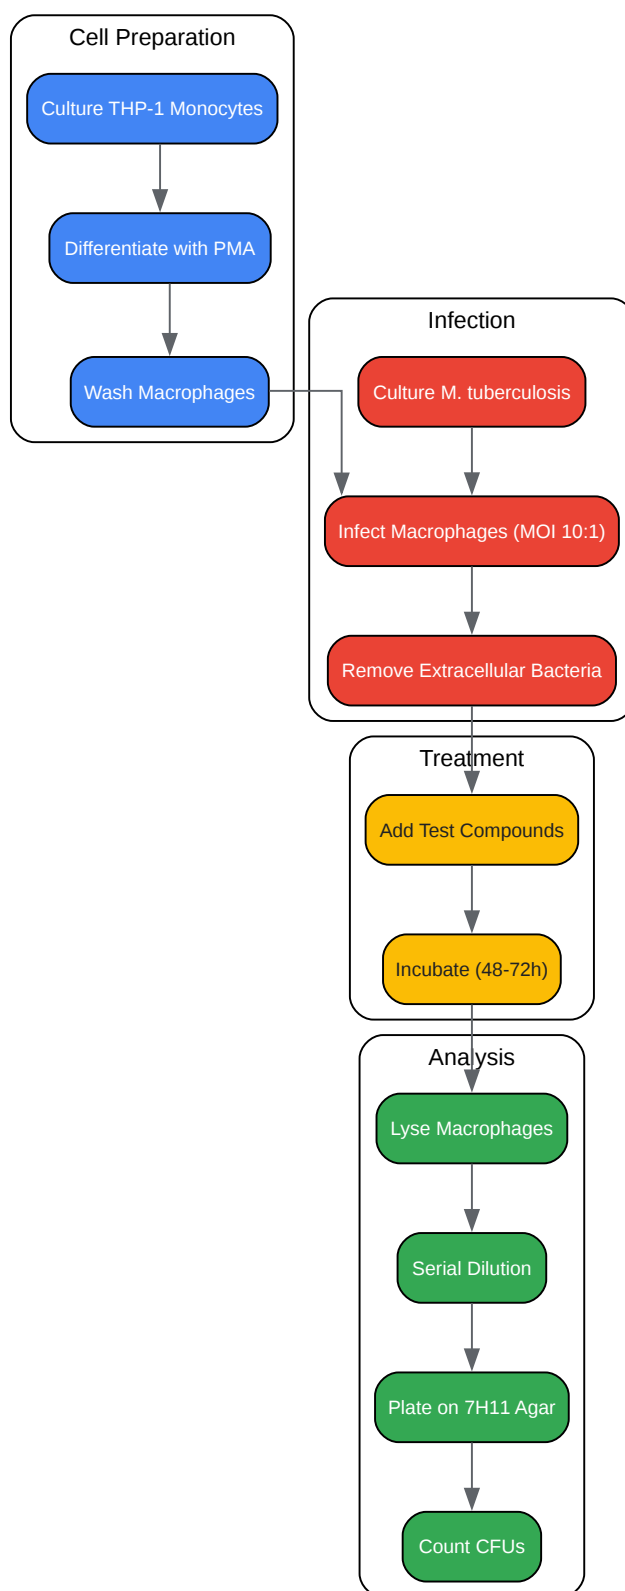 Cell Preparation
Culture THP-1 Monocytes
Differentiate with PMA
Wash Macrophages
Infection
Culture M. tuberculosis
Infect Macrophages (MOI 10:1)
Remove Extracellular Bacteria
Treatment
Add Test Compounds
Incubate (48-72h)
Analysis
Lyse Macrophages
Serial Dilution
Plate on 7H11 Agar
Count CFUs